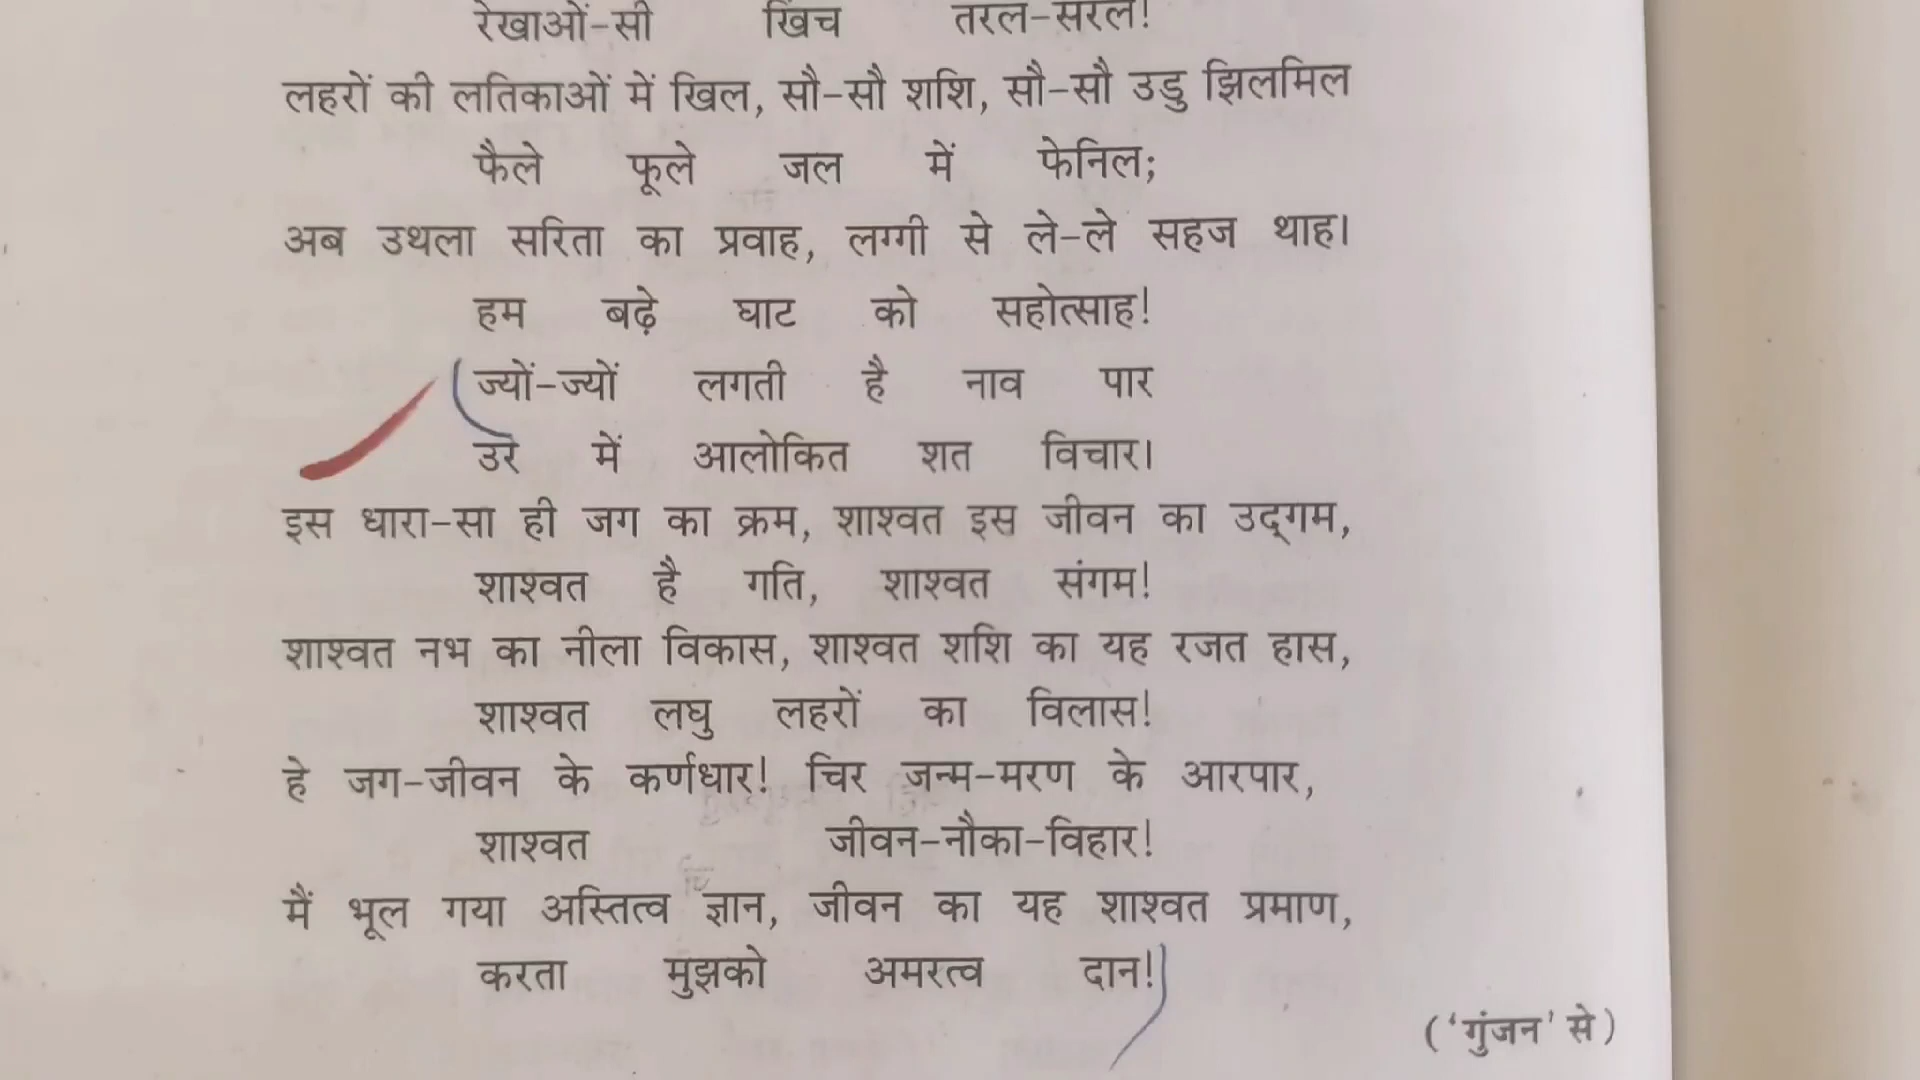 रेखाओं-सी खिंच तरल-सरल!
लहरों की लतिकाओं में खिल, सौ-सौ शशि, सौ-सौ उडु झिलमिल
फैले फूले जल में फेनिल;
अब उथला सरिता का प्रवाह, लग्गी से ले-ले सहज थाह।
हम बढ़े घाट को सहोत्साह!
ज्यों-ज्यों लगती है नाव पार
उर में आलोकित शत विचार।
इस धारा-सा ही जग का क्रम, शाश्वत इस जीवन का उद्‌गम,
शाश्वत है गति, शाश्वत संगम!
शाश्वत नभ का नीला विकास, शाश्वत शशि का यह रजत हास,
शाश्वत लघु लहरों का विलास!
हे जग-जीवन के कर्णधार! चिर जन्म-मरण के आरपार,
शाश्वत जीवन-नौका-विहार!
मैं भूल गया अस्तित्व ज्ञान, जीवन का यह शाश्वत प्रमाण,
करता मुझको अमरत्व दान!
('गुंजन' से)